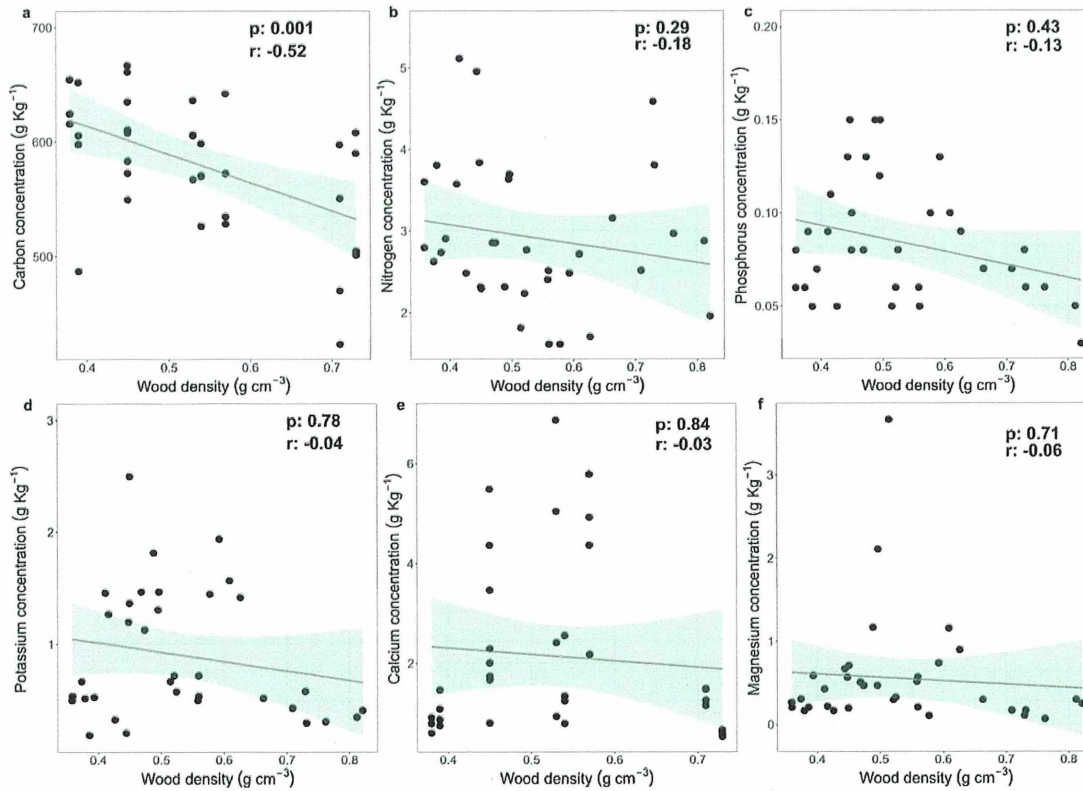 a
p: 0.001
r: -0.52
Carbon concentration (g Kg⁻¹)
700
600
500
0.4 0.5 0.6 0.7
Wood density (g cm⁻³)
b
p: 0.29
r: -0.18
Nitrogen concentration (g Kg⁻¹)
5
4
3
2
0.4 0.5 0.6 0.7 0.8
Wood density (g cm⁻³)
c
p: 0.43
r: -0.13
Phosphorus concentration (g Kg⁻¹)
0.20
0.15
0.10
0.05
0.4 0.5 0.6 0.7 0.8
Wood density (g cm⁻³)
d
p: 0.78
r: -0.04
Potassium concentration (g Kg⁻¹)
3
2
1
0.4 0.5 0.6 0.7 0.8
Wood density (g cm⁻³)
e
p: 0.84
r: -0.03
Calcium concentration (g Kg⁻¹)
6
4
2
0.4 0.5 0.6 0.7
Wood density (g cm⁻³)
f
p: 0.71
r: -0.06
Magnesium concentration (g Kg⁻¹)
3
2
1
0
0.4 0.5 0.6 0.7 0.8
Wood density (g cm⁻³)